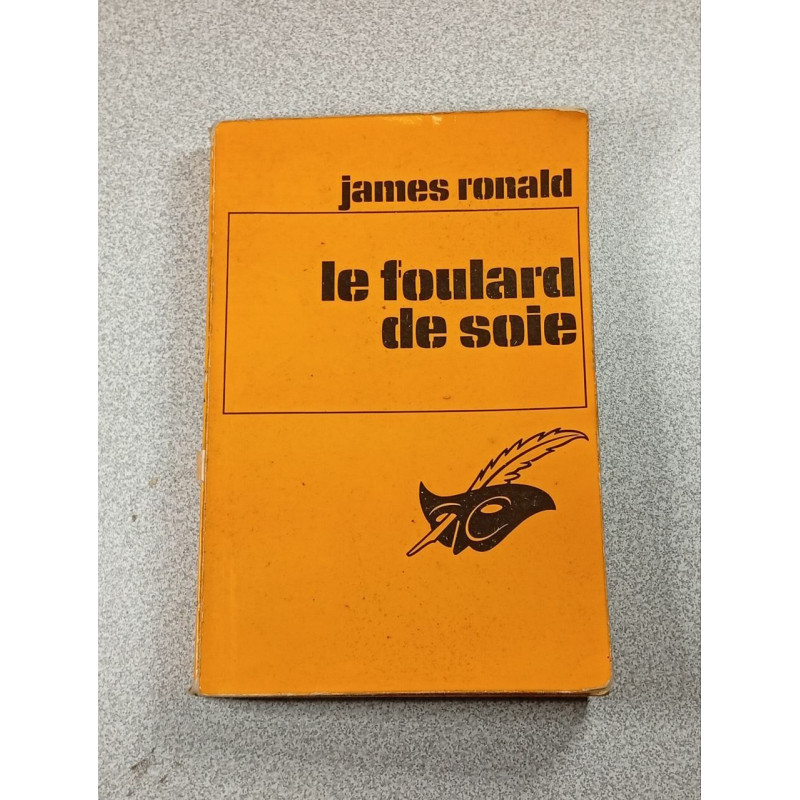 james ronald
le foulard
de soie